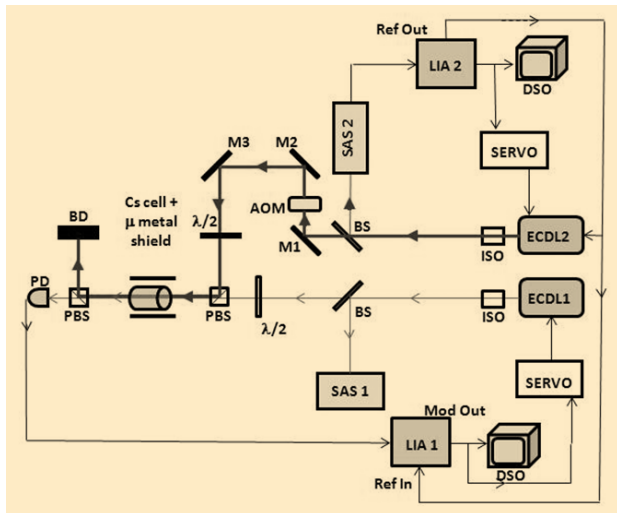 Ref Out
LIA 2
DSO
SAS 2
SERVO
M3
M2
Cs cell +
μ metal
shield
λ/2
AOM
BD
M1
BS
ISO
ECDL2
PD
PBS
PBS
λ/2
BS
ISO
ECDL1
SAS 1
SERVO
Mod Out
LIA 1
DSO
Ref In